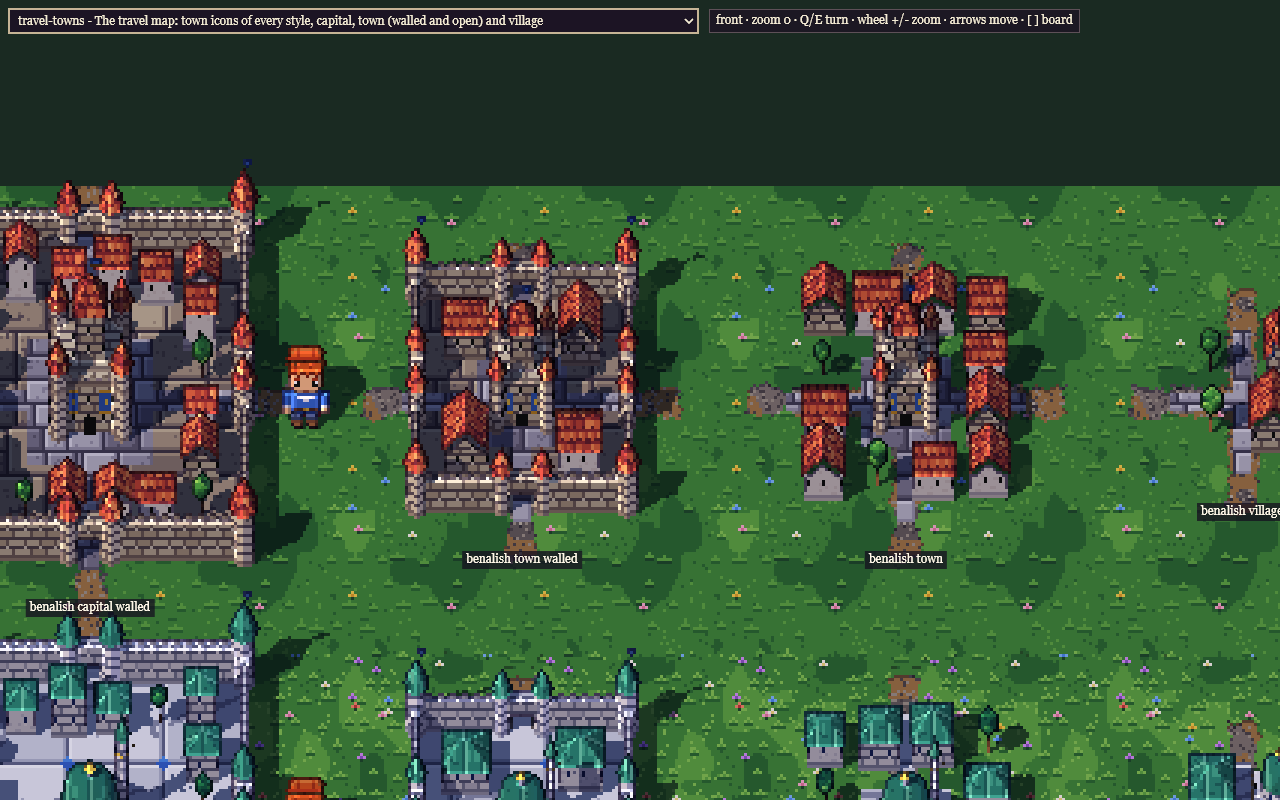 travel-towns - The travel map: town icons of every style, capital, town (walled and open) and village
front · zoom 0 · Q/E turn · wheel +/- zoom · arrows move · [ ] board
benalish village
benalish town walled
benalish town
benalish capital walled